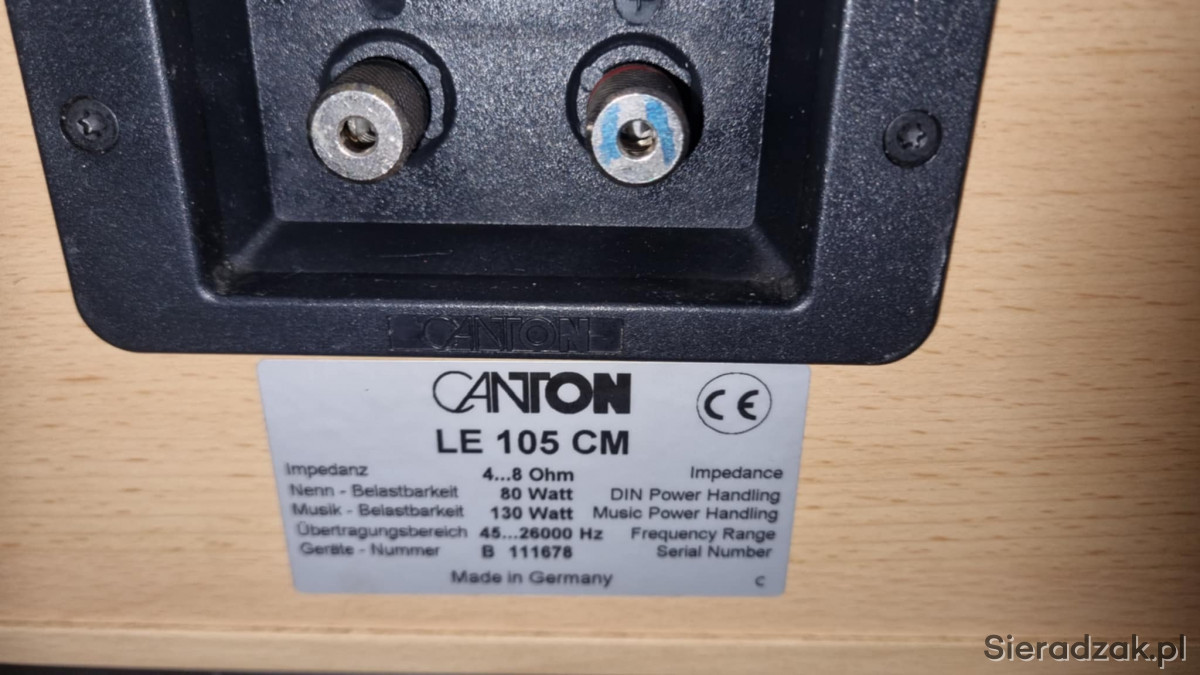 +
CANTON
CANTON
CE
LE 105 CM
Impedanz 4...8 Ohm Impedance
Nenn - Belastbarkeit 80 Watt DIN Power Handling
Musik - Belastbarkeit 130 Watt Music Power Handling
Übertragungsbereich 45...26000 Hz Frequency Range
Geräte - Nummer B 111678 Serial Number
Made in Germany C
Sieradzak.pl